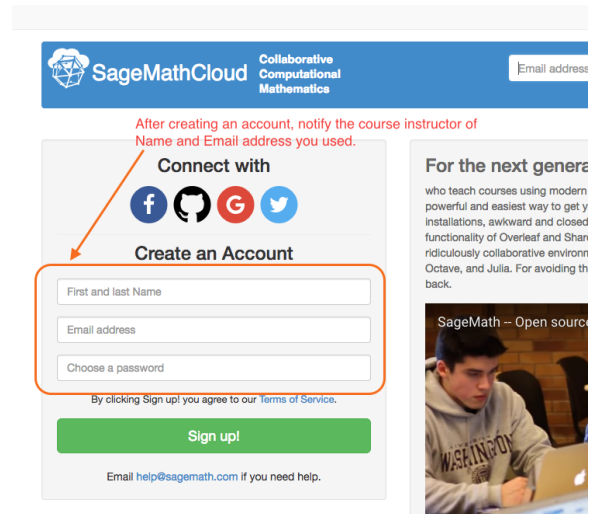 SageMathCloud
Collaborative
Computational
Mathematics
Email address
After creating an account, notify the course instructor of
Name and Email address you used.
Connect with
Create an Account
First and last Name
Email address
Choose a password
By clicking Sign up! you agree to our Terms of Service.
Sign up!
Email help@sagemath.com if you need help.
For the next genera
who teach courses using modern
powerful and easiest way to get y
installations, awkward and closed
functionality of Overleaf and Shar
ridiculously collaborative environm
Octave, and Julia. For avoiding th
back.
SageMath -- Open source
WASHINGTON